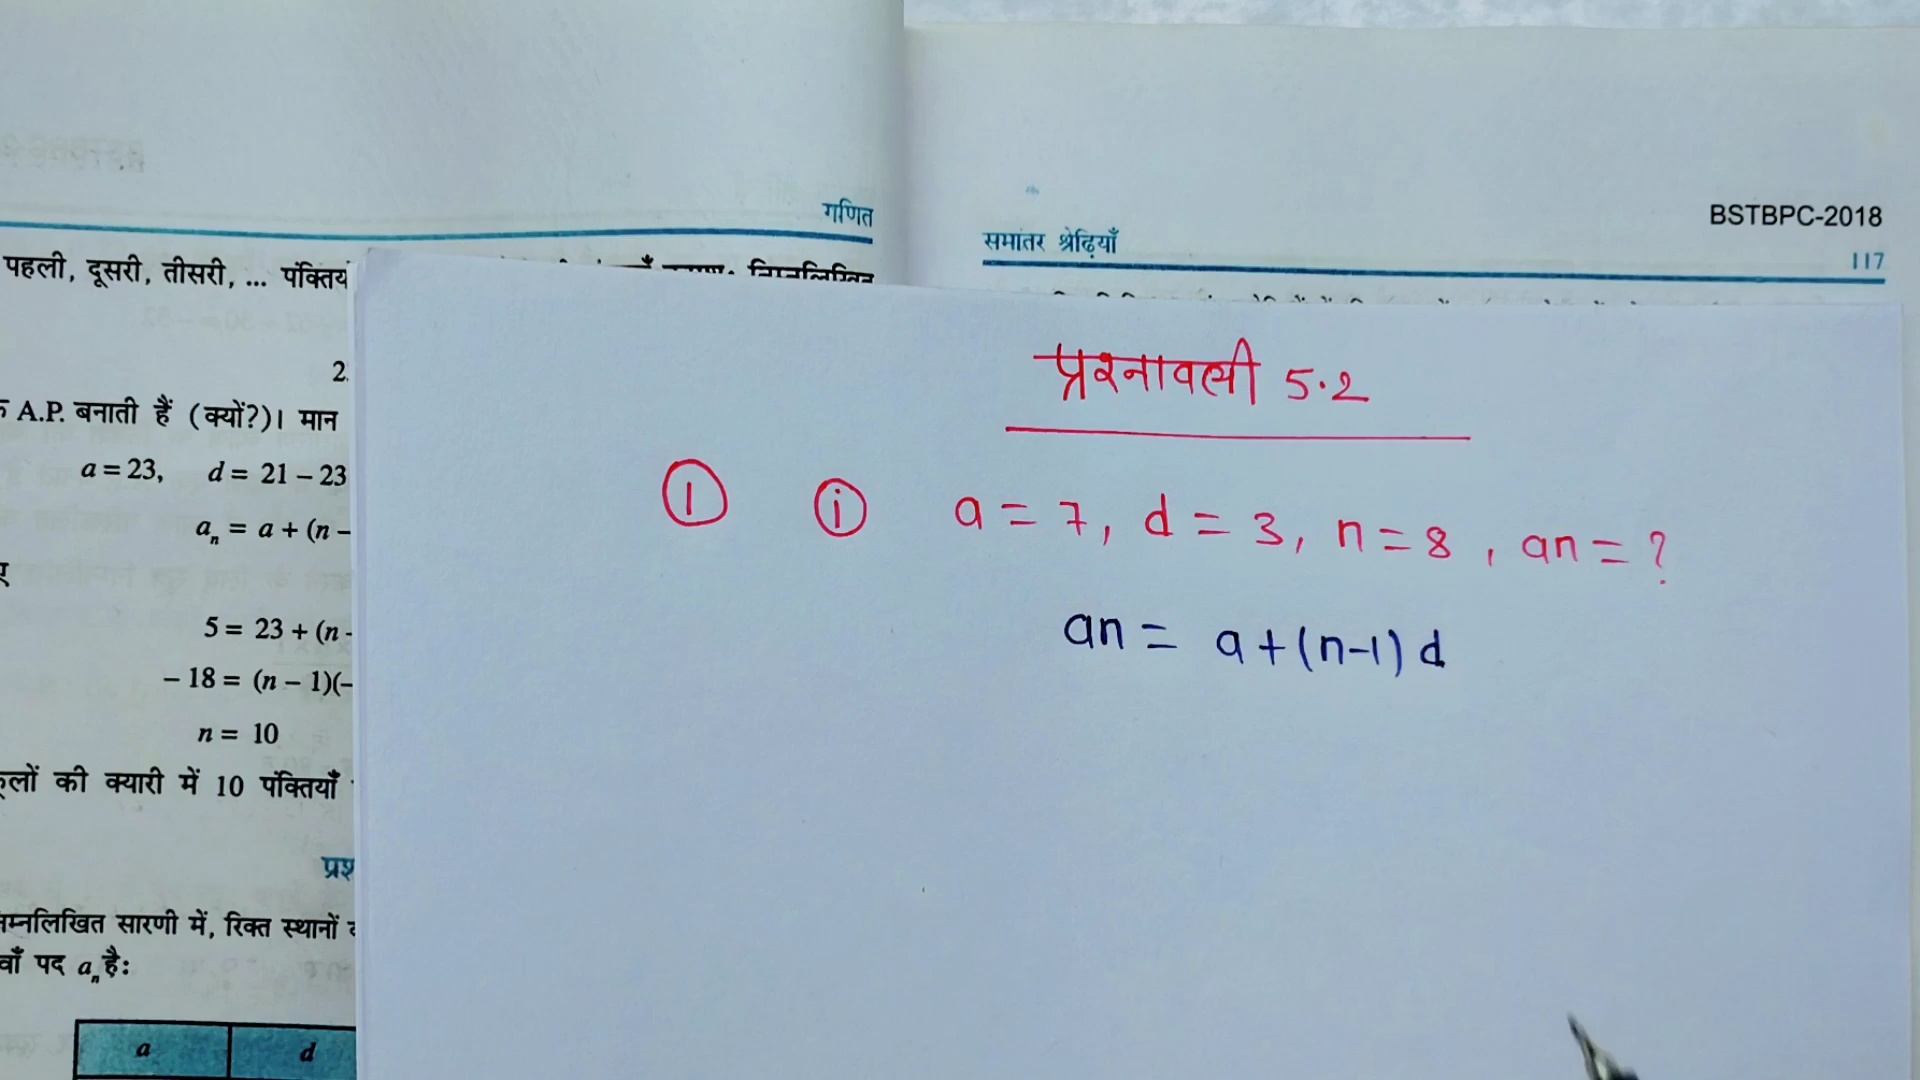 गणित
पहली, दूसरी, तीसरी, ...
2.
A.P. बनाती हैं (क्यों?)। मान
a = 23, d = 21 – 23
aₙ = a + (n –
5 = 23 + (n -
– 18 = (n – 1)(–
n = 10
की क्यारी में 10 पंक्तियाँ
सारणी में, रिक्त स्थानों
पद aₙ है:
a d
BSTBPC-2018
समांतर श्रेढ़ियाँ 117
प्रश्नावली 5.2
① ⓘ a = 7, d = 3, n = 8, an = ?
an = a + (n-1) d